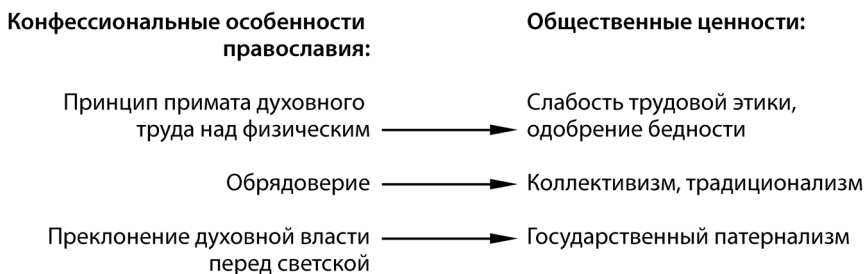 Конфессиональные особенности
православия:
Общественные ценности:
Принцип примата духовного
труда над физическим
Слабость трудовой этики,
одобрение бедности
Обрядоверие
Коллективизм, традиционализм
Преклонение духовной власти
перед светской
Государственный патернализм